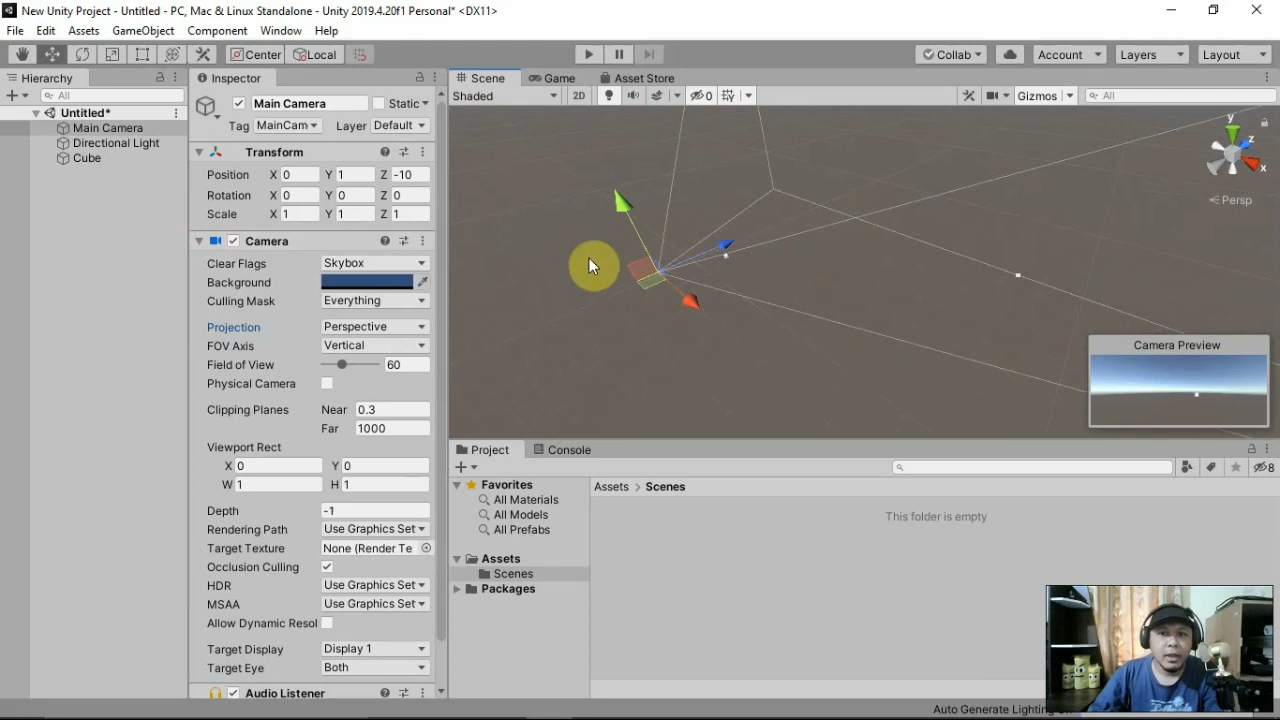 New Unity Project - Untitled - PC, Mac & Linux Standalone - Unity 2019.4.20f1 Personal* <DX11>
File Edit Assets GameObject Component Window Help
Center Local Collab Account Layers Layout
Hierarchy
All
Untitled*
Main Camera
Directional Light
Cube
Inspector
Main Camera Static
Tag MainCam Layer Default
Transform
Position X 0 Y 1 Z -10
Rotation X 0 Y 0 Z 0
Scale X 1 Y 1 Z 1
Camera
Clear Flags Skybox
Background
Culling Mask Everything
Projection Perspective
FOV Axis Vertical
Field of View 60
Physical Camera
Clipping Planes Near 0.3
Far 1000
Viewport Rect
X 0 Y 0
W 1 H 1
Depth -1
Rendering Path Use Graphics Set
Target Texture None (Render Te
Occlusion Culling
HDR Use Graphics Set
MSAA Use Graphics Set
Allow Dynamic Resol
Target Display Display 1
Target Eye Both
Audio Listener
Scene Game Asset Store
Shaded 2D 0 Gizmos All
y
z
x
Persp
Camera Preview
Project Console
8
Favorites
All Materials
All Models
All Prefabs
Assets
Scenes
Packages
Assets > Scenes
This folder is empty
Auto Generate Lighting